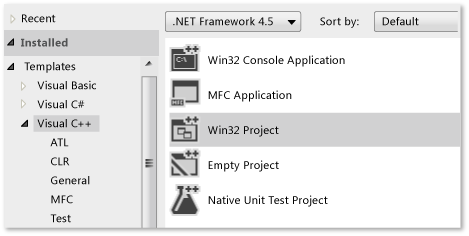 Recent
Installed
Templates
Visual Basic
Visual C#
Visual C++
ATL
CLR
General
MFC
Test
.NET Framework 4.5
Sort by:
Default
Win32 Console Application
MFC Application
Win32 Project
Empty Project
Native Unit Test Project